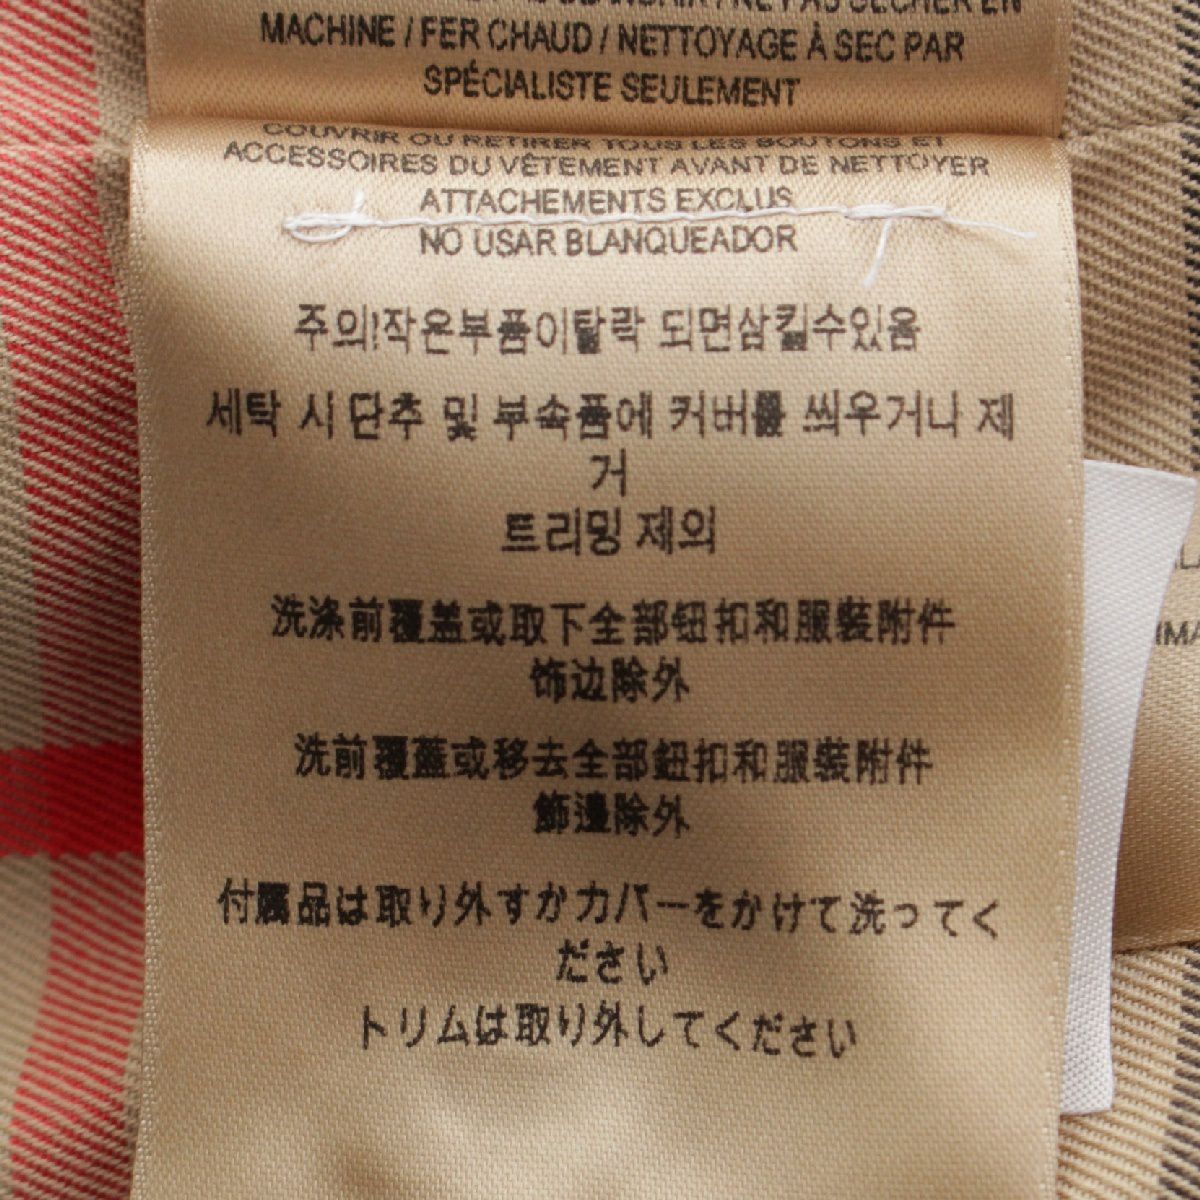 SÉCHER EN
MACHINE / FER CHAUD / NETTOYAGE À SEC PAR
SPÉCIALISTE SEULEMENT
COUVRIR OU RETIRER TOUS LES BOUTONS ET
ACCESSOIRES DU VÊTEMENT AVANT DE NETTOYER
ATTACHEMENTS EXCLUS
NO USAR BLANQUEADOR
주의!작은부품이탈락 되면삼킬수있음
세탁 시 단추 및 부속품에 커버를 씌우거나 제
거
트리밍 제의
洗涤前覆盖或取下全部鈕扣和服裝附件
饰边除外
洗前覆蓋或移去全部鈕扣和服裝附件
飾邊除外
付属品は取り外すかカバーをかけて洗ってく
ださい
トリムは取り外してください